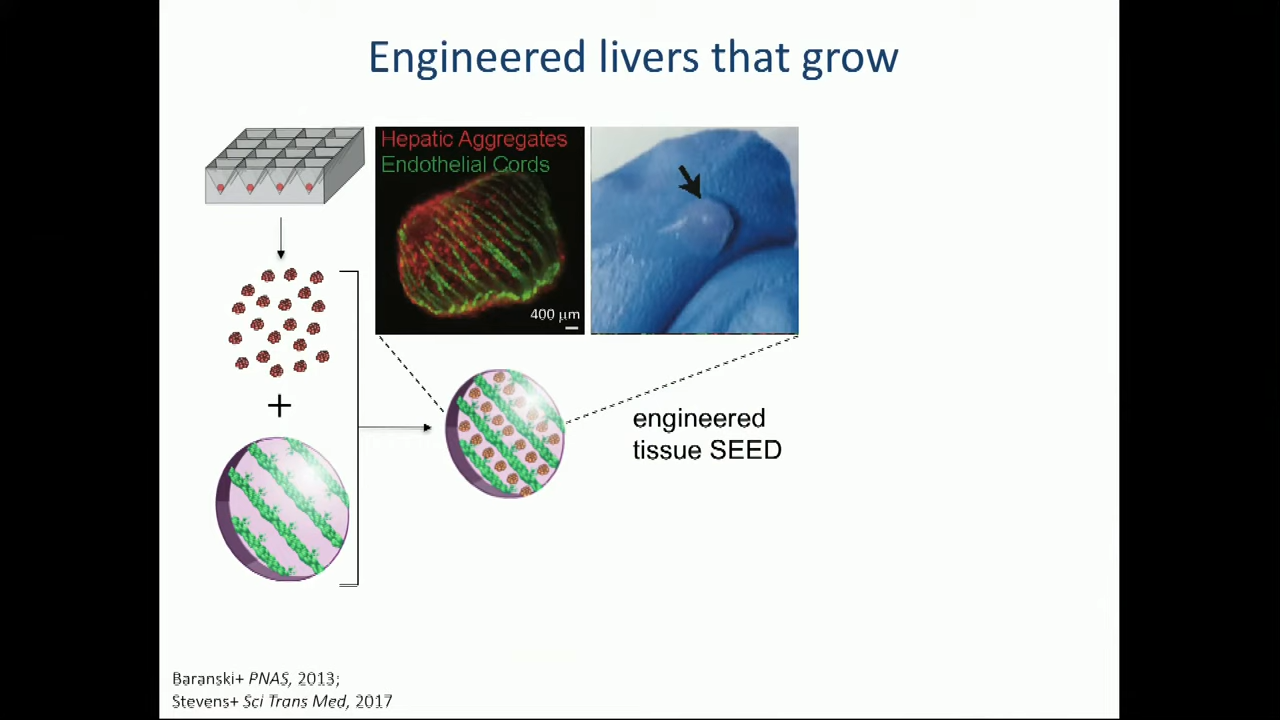 Engineered livers that grow
Hepatic Aggregates
Endothelial Cords
400 μm
+
engineered
tissue SEED
Baranski+ PNAS, 2013;
Stevens+ Sci Trans Med, 2017